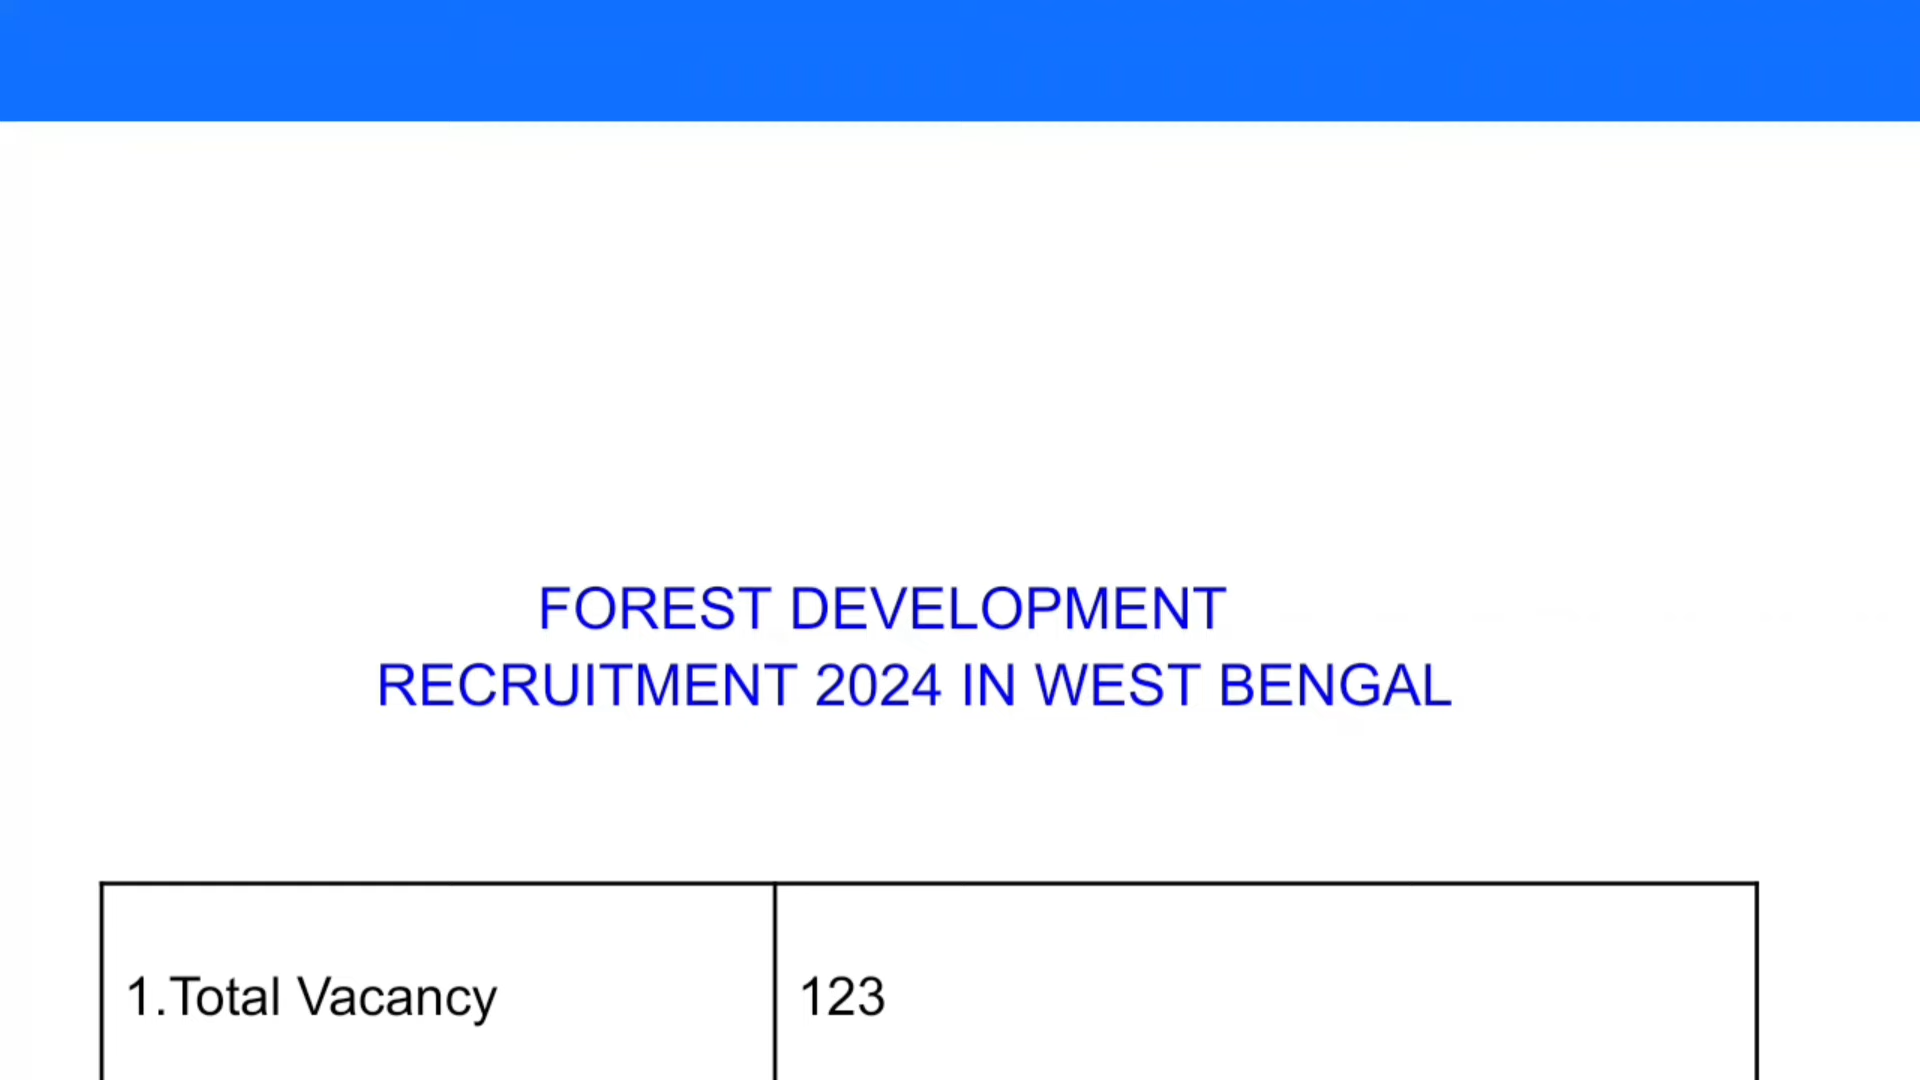 FOREST DEVELOPMENT
RECRUITMENT 2024 IN WEST BENGAL
1.Total Vacancy 123